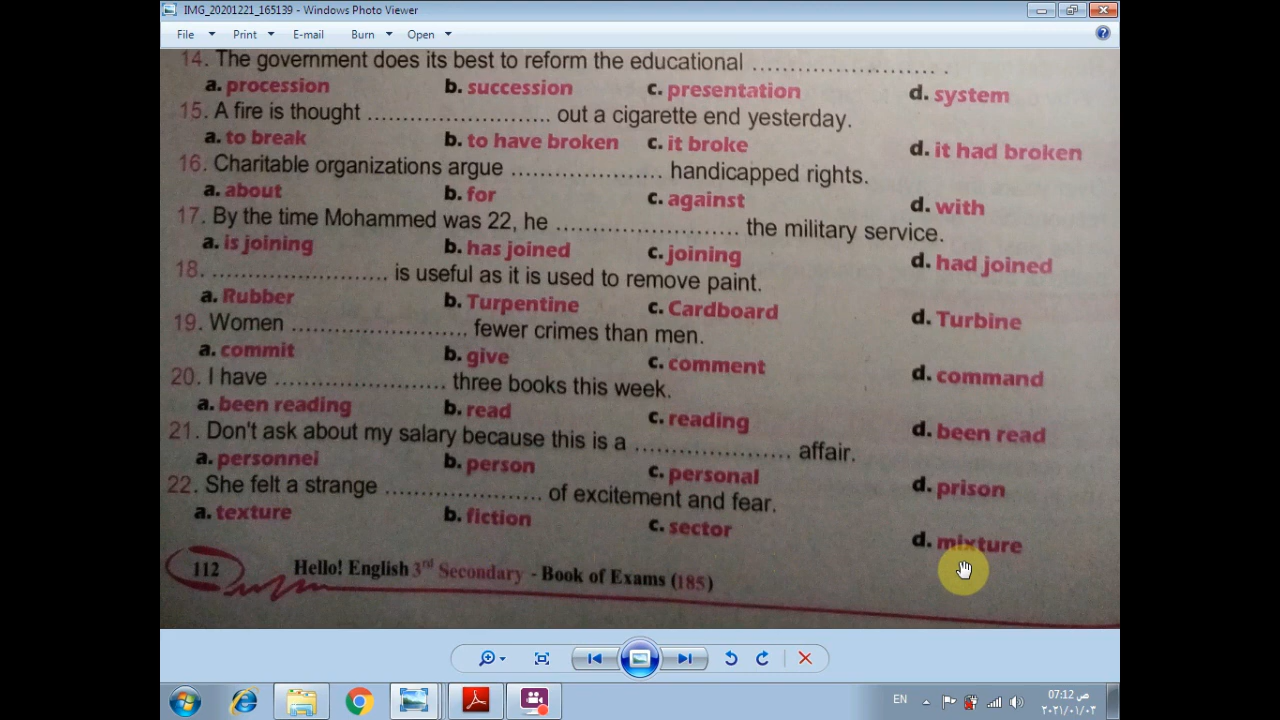 IMG_20201221_165139 - Windows Photo Viewer
File Print E-mail Burn Open
14. The government does its best to reform the educational ........................ .
a. procession b. succession c. presentation d. system
15. A fire is thought ........................ out a cigarette end yesterday.
a. to break b. to have broken c. it broke d. it had broken
16. Charitable organizations argue .................... handicapped rights.
a. about b. for c. against d. with
17. By the time Mohammed was 22, he ........................ the military service.
a. is joining b. has joined c. joining d. had joined
18. ........................ is useful as it is used to remove paint.
a. Rubber b. Turpentine c. Cardboard d. Turbine
19. Women ........................ fewer crimes than men.
a. commit b. give c. comment d. command
20. I have ........................ three books this week.
a. been reading b. read c. reading d. been read
21. Don't ask about my salary because this is a .................... affair.
a. personnel b. person c. personal d. prison
22. She felt a strange .................... of excitement and fear.
a. texture b. fiction c. sector d. mixture
112 Hello! English 3rd Secondary - Book of Exams (185)
EN
07:12 ص
٢٠٢١/٠١/٠٣